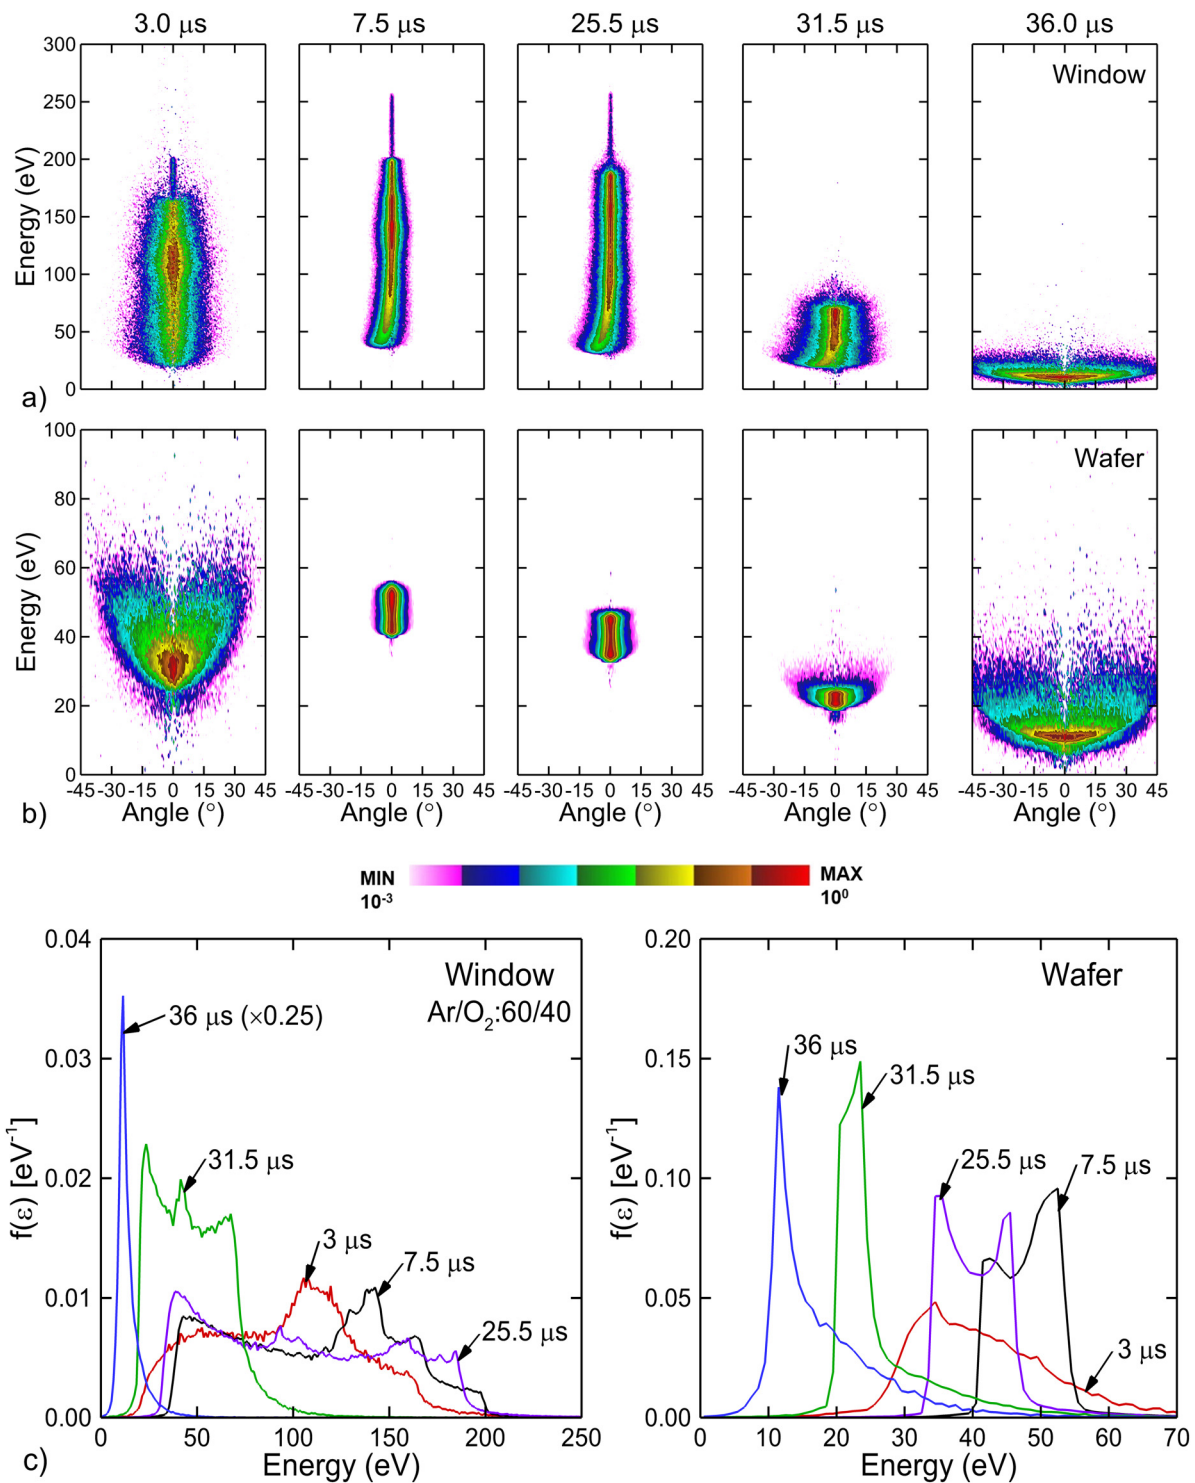 3.0 μs 7.5 μs 25.5 μs 31.5 μs 36.0 μs
300
250
200
150
100
50
0
Energy (eV)
Window
a)
100
80
60
40
20
0
Energy (eV)
Wafer
-45 -30 -15 0 15 30 45 -45 -30 -15 0 15 30 45 -45 -30 -15 0 15 30 45 -45 -30 -15 0 15 30 45 -45 -30 -15 0 15 30 45
b) Angle (°) Angle (°) Angle (°) Angle (°) Angle (°)
MIN
10⁻³
MAX
10⁰
0.04
0.03
0.02
0.01
0.00
f(ε) [eV⁻¹]
Window
Ar/O₂:60/40
36 μs (×0.25)
31.5 μs
3 μs
7.5 μs
25.5 μs
0 50 100 150 200 250
c) Energy (eV)
0.20
0.15
0.10
0.05
0.00
f(ε) [eV⁻¹]
Wafer
36 μs
31.5 μs
25.5 μs
7.5 μs
3 μs
0 10 20 30 40 50 60 70
Energy (eV)